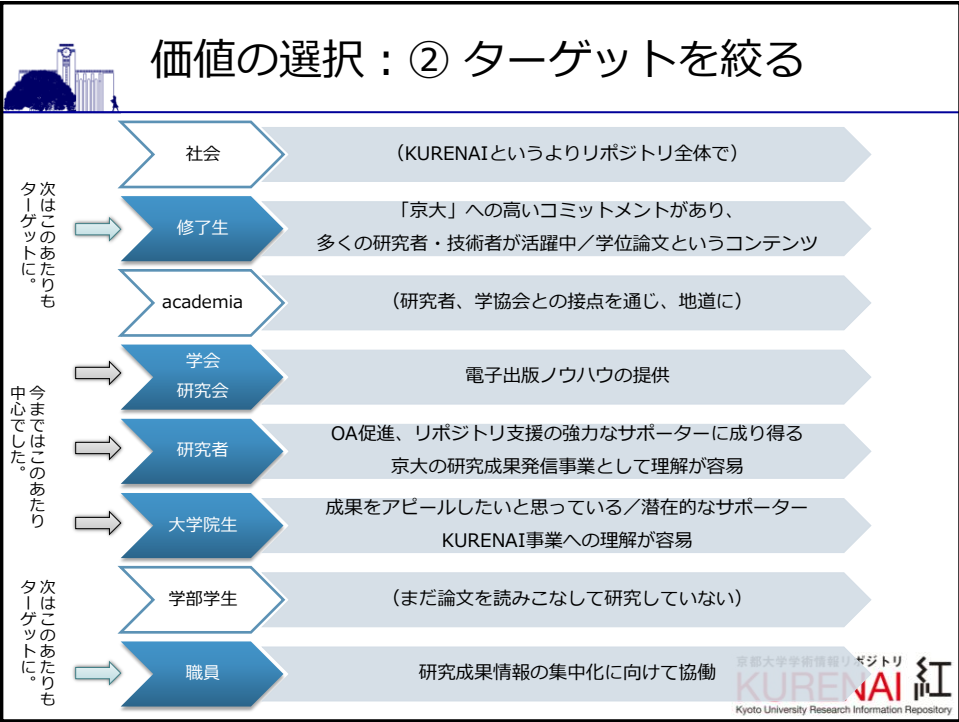 価値の選択：② ターゲットを絞る
社会
（KURENAIというよりリポジトリ全体で）
次はこのあたりも
ターゲットに。
修了生
「京大」への高いコミットメントがあり、
多くの研究者・技術者が活躍中／学位論文というコンテンツ
academia
（研究者、学協会との接点を通じ、地道に）
学会
研究会
電子出版ノウハウの提供
今まではこのあたり
中心でした。
研究者
OA促進、リポジトリ支援の強力なサポーターに成り得る
京大の研究成果発信事業として理解が容易
大学院生
成果をアピールしたいと思っている／潜在的なサポーター
KURENAI事業への理解が容易
学部学生
（まだ論文を読みこなして研究していない）
次はこのあたりも
ターゲットに。
職員
研究成果情報の集中化に向けて協働
京都大学学術情報リポジトリ
KURENAI 紅
Kyoto University Research Information Repository